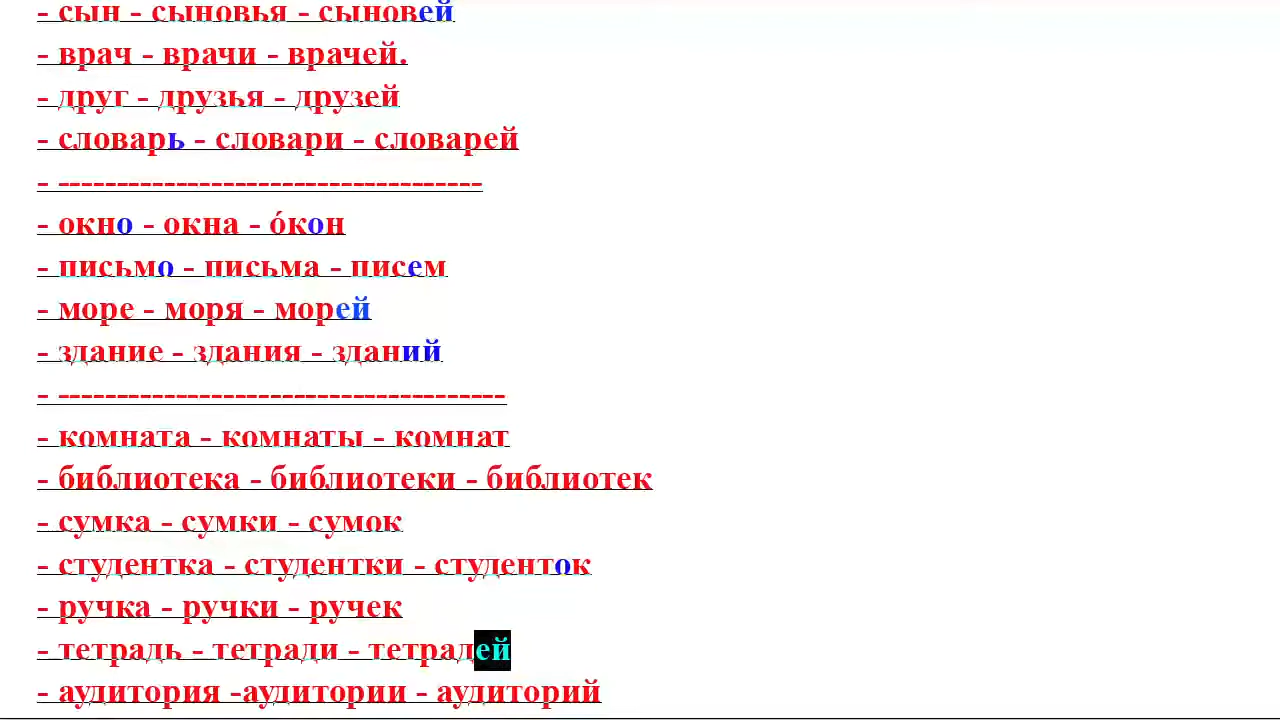 - сын - сыновья - сыновей
- врач - врачи - врачей.
- друг - друзья - друзей
- словарь - словари - словарей
- ------------------------------------
- окно - окна - óкон
- письмо - письма - писем
- море - моря - морей
- здание - здания - зданий
- --------------------------------------
- комната - комнаты - комнат
- библиотека - библиотеки - библиотек
- сумка - сумки - сумок
- студентка - студентки - студенток
- ручка - ручки - ручек
- тетрадь - тетради - тетрадей
- аудитория -аудитории - аудиторий